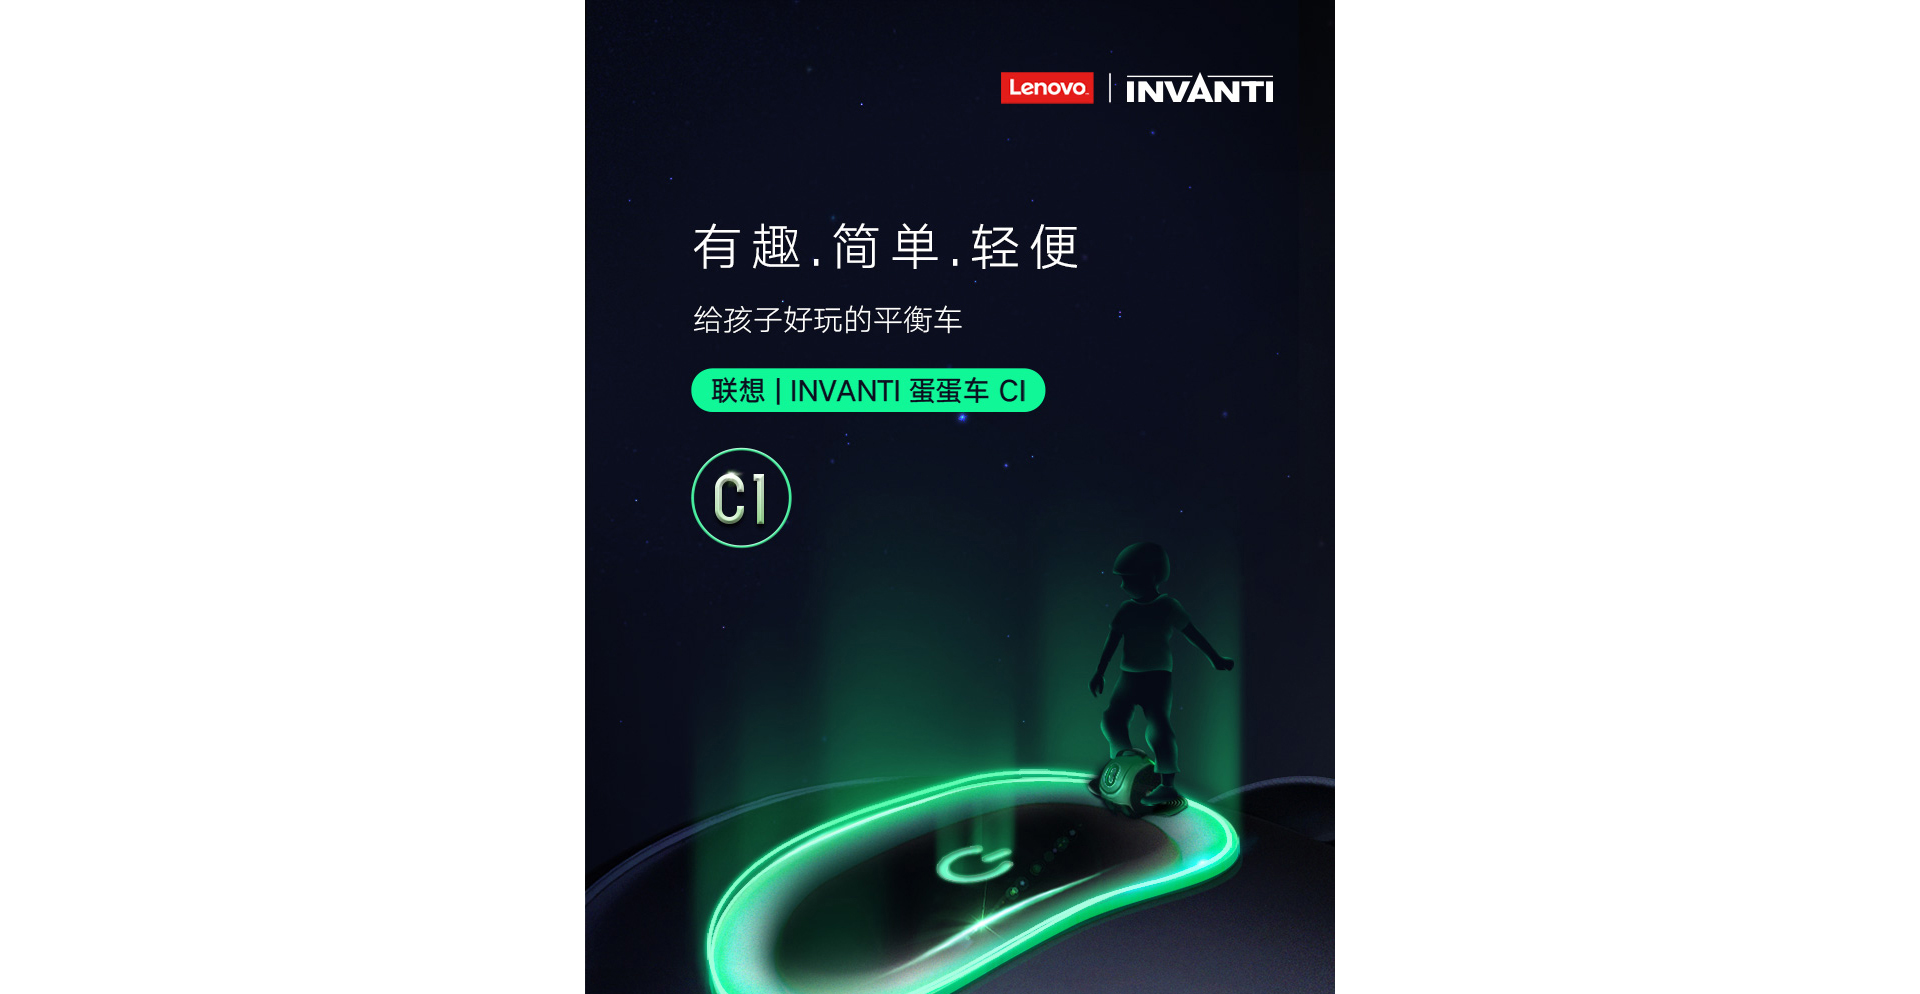 Lenovo | INVANTI
有趣.简单.轻便
给孩子好玩的平衡车
联想 | INVANTI 蛋蛋车 CI
C1